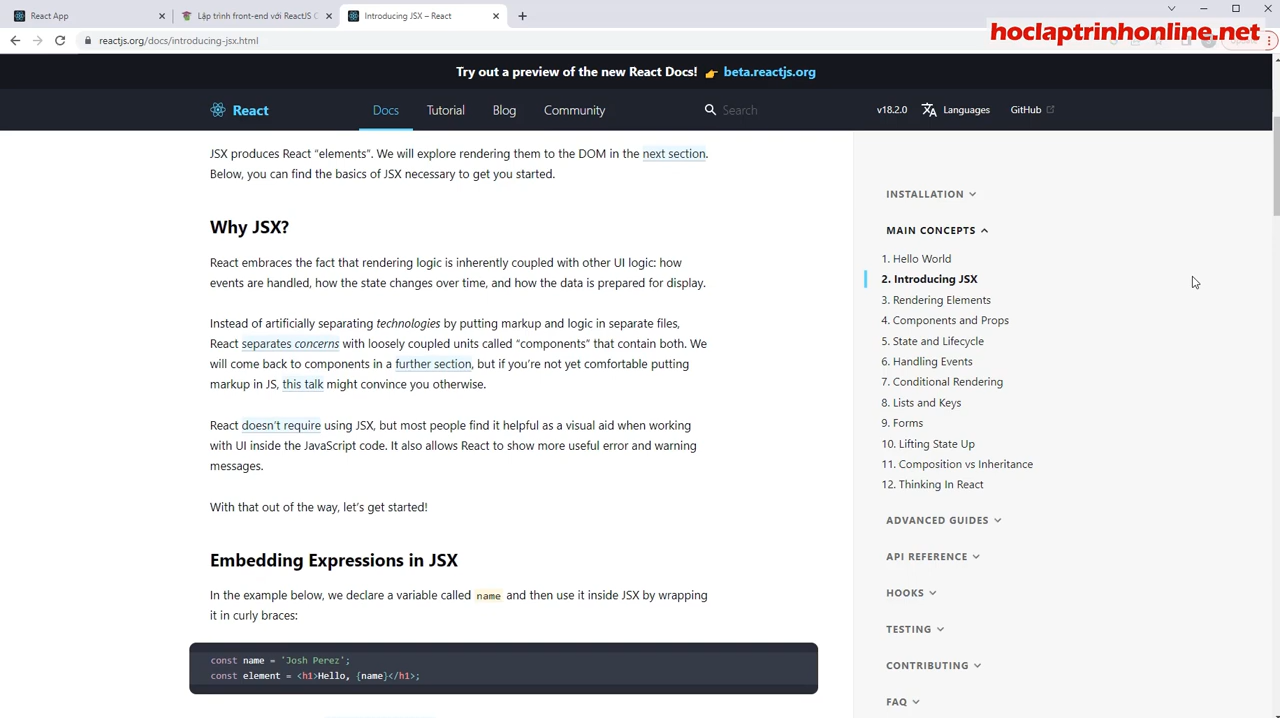 React App
Lập trình front-end với ReactJS C
Introducing JSX – React
reactjs.org/docs/introducing-jsx.html
hoclaptrinhonline.net
Try out a preview of the new React Docs! 👉 beta.reactjs.org
React
Docs
Tutorial
Blog
Community
Search
v18.2.0
Languages
GitHub
JSX produces React “elements”. We will explore rendering them to the DOM in the next section.
Below, you can find the basics of JSX necessary to get you started.
Why JSX?
React embraces the fact that rendering logic is inherently coupled with other UI logic: how
events are handled, how the state changes over time, and how the data is prepared for display.
Instead of artificially separating technologies by putting markup and logic in separate files,
React separates concerns with loosely coupled units called “components” that contain both. We
will come back to components in a further section, but if you’re not yet comfortable putting
markup in JS, this talk might convince you otherwise.
React doesn’t require using JSX, but most people find it helpful as a visual aid when working
with UI inside the JavaScript code. It also allows React to show more useful error and warning
messages.
With that out of the way, let’s get started!
Embedding Expressions in JSX
In the example below, we declare a variable called name and then use it inside JSX by wrapping
it in curly braces:
const name = 'Josh Perez';
const element = <h1>Hello, {name}</h1>;
INSTALLATION
MAIN CONCEPTS
1. Hello World
2. Introducing JSX
3. Rendering Elements
4. Components and Props
5. State and Lifecycle
6. Handling Events
7. Conditional Rendering
8. Lists and Keys
9. Forms
10. Lifting State Up
11. Composition vs Inheritance
12. Thinking In React
ADVANCED GUIDES
API REFERENCE
HOOKS
TESTING
CONTRIBUTING
FAQ